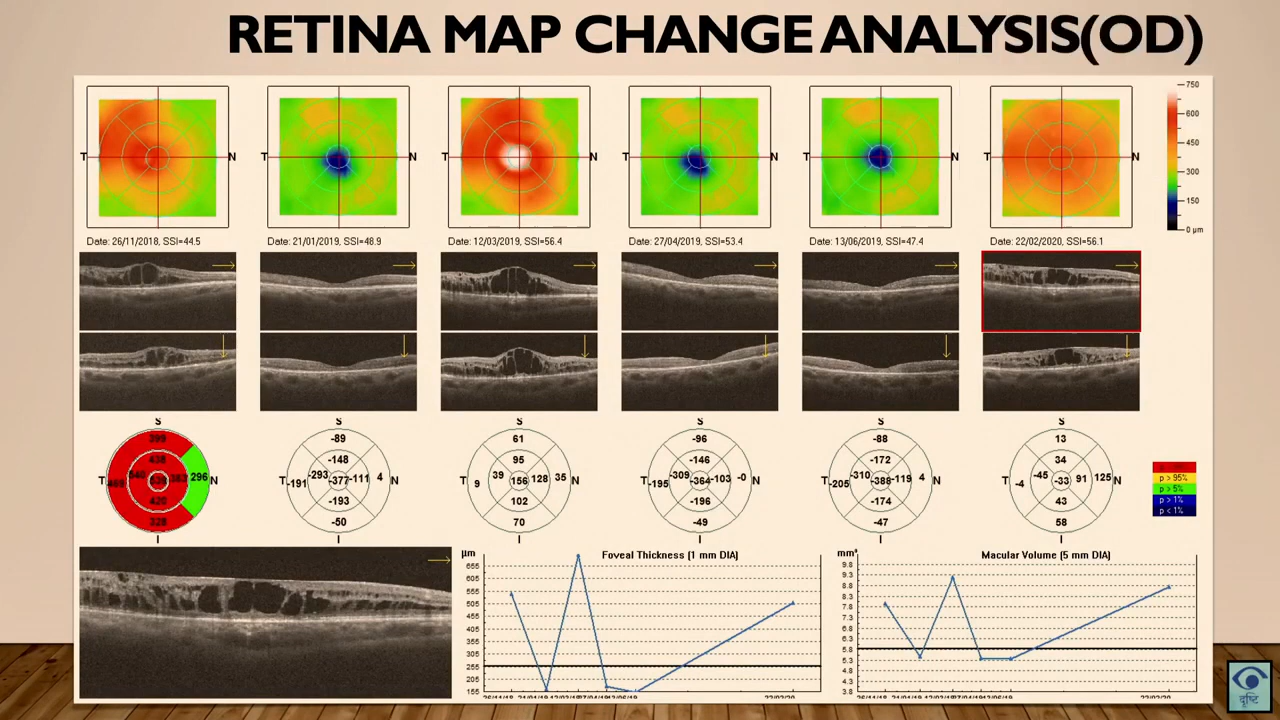 RETINA MAP CHANGE ANALYSIS(OD)
T N T N T N T N T N T N
750
600
450
300
150
0 µm
Date: 26/11/2018, SSI=44.5
Date: 21/01/2019, SSI=48.9
Date: 12/03/2019, SSI=56.4
Date: 27/04/2019, SSI=53.4
Date: 13/06/2019, SSI=47.4
Date: 22/02/2020, SSI=56.1
S S S S S S
399
438
296
420
328
T N
I
-89
-148
T -191 -293 -377 -111 4 N
-193
-50
I
61
95
T 9 39 156 128 35 N
102
70
I
-96
-146
T -195 -309 -364 -103 -0 N
-196
-49
I
-88
-172
T -205 -310 -388 -119 4 N
-174
-47
I
13
34
T -4 -45 -33 91 125 N
43
58
I
p > 95%
p > 5%
p > 1%
p < 1%
µm Foveal Thickness (1 mm DIA)
655
605
555
505
455
405
355
305
255
205
155
mm³ Macular Volume (5 mm DIA)
9.8
9.3
8.8
8.3
7.8
7.3
6.8
6.3
5.8
5.3
4.8
4.3
3.8
दृष्टि